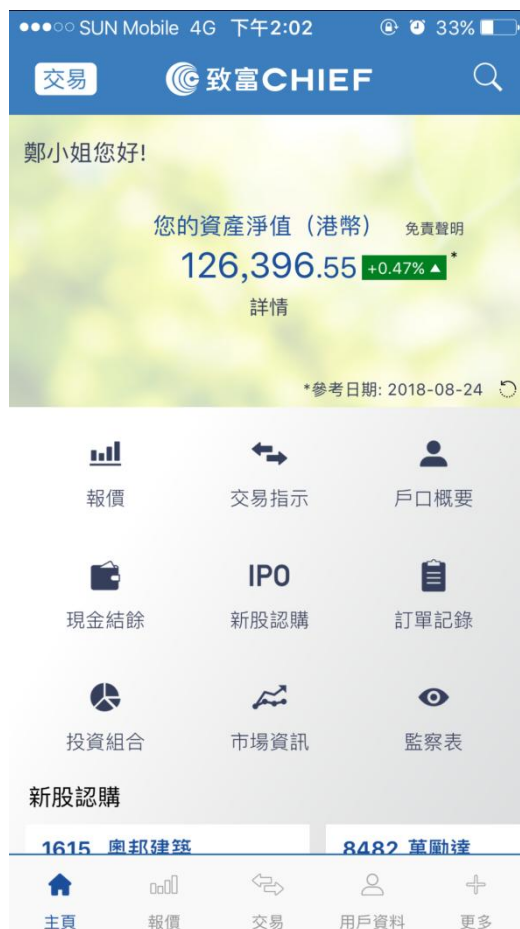 SUN Mobile 4G 下午2:02 33%
交易 致富CHIEF
鄭小姐您好!
您的資產淨值（港幣） 免責聲明
126,396.55 +0.47% ▲ *
詳情
*參考日期: 2018-08-24
報價 交易指示 戶口概要
IPO
現金結餘 新股認購 訂單記錄
投資組合 市場資訊 監察表
新股認購
1615 奧邦建築 8482 萬勵達
主頁 報價 交易 用戶資料 更多